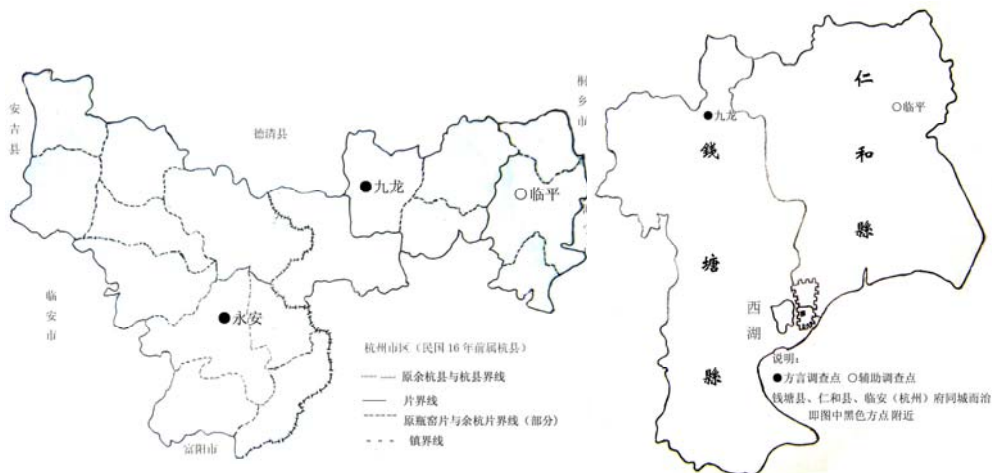 安吉县
德清县
桐乡市
●九龙
○临平
临安市
●永安
富阳市
杭州市区（民国16年前属杭县）
原余杭县与杭县界线
片界线
原瓶窑片与余杭片界线（部分）
镇界线
仁和縣
○临平
●九龙
錢塘縣
西湖
说明：
●方言调查点 ○辅助调查点
钱塘县、仁和县、临安（杭州）府同城而治
即图中黑色方点附近